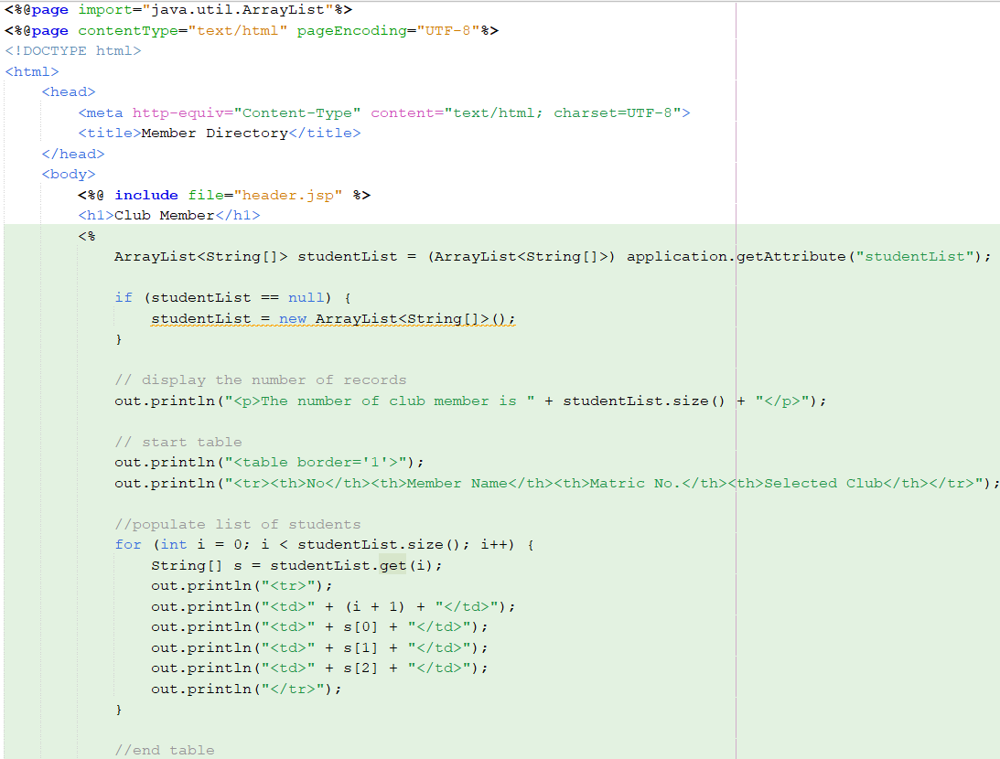 <%@page import="java.util.ArrayList"%>
<%@page contentType="text/html" pageEncoding="UTF-8"%>
<!DOCTYPE html>
<html>
    <head>
        <meta http-equiv="Content-Type" content="text/html; charset=UTF-8">
        <title>Member Directory</title>
    </head>
    <body>
        <%@ include file="header.jsp" %>
        <h1>Club Member</h1>
        <%
            ArrayList<String[]> studentList = (ArrayList<String[]>) application.getAttribute("studentList");

            if (studentList == null) {
                studentList = new ArrayList<String[]>();
            }

            // display the number of records
            out.println("<p>The number of club member is " + studentList.size() + "</p>");

            // start table
            out.println("<table border='1'>");
            out.println("<tr><th>No</th><th>Member Name</th><th>Matric No.</th><th>Selected Club</th></tr>");

            //populate list of students
            for (int i = 0; i < studentList.size(); i++) {
                String[] s = studentList.get(i);
                out.println("<tr>");
                out.println("<td>" + (i + 1) + "</td>");
                out.println("<td>" + s[0] + "</td>");
                out.println("<td>" + s[1] + "</td>");
                out.println("<td>" + s[2] + "</td>");
                out.println("</tr>");
            }

            //end table